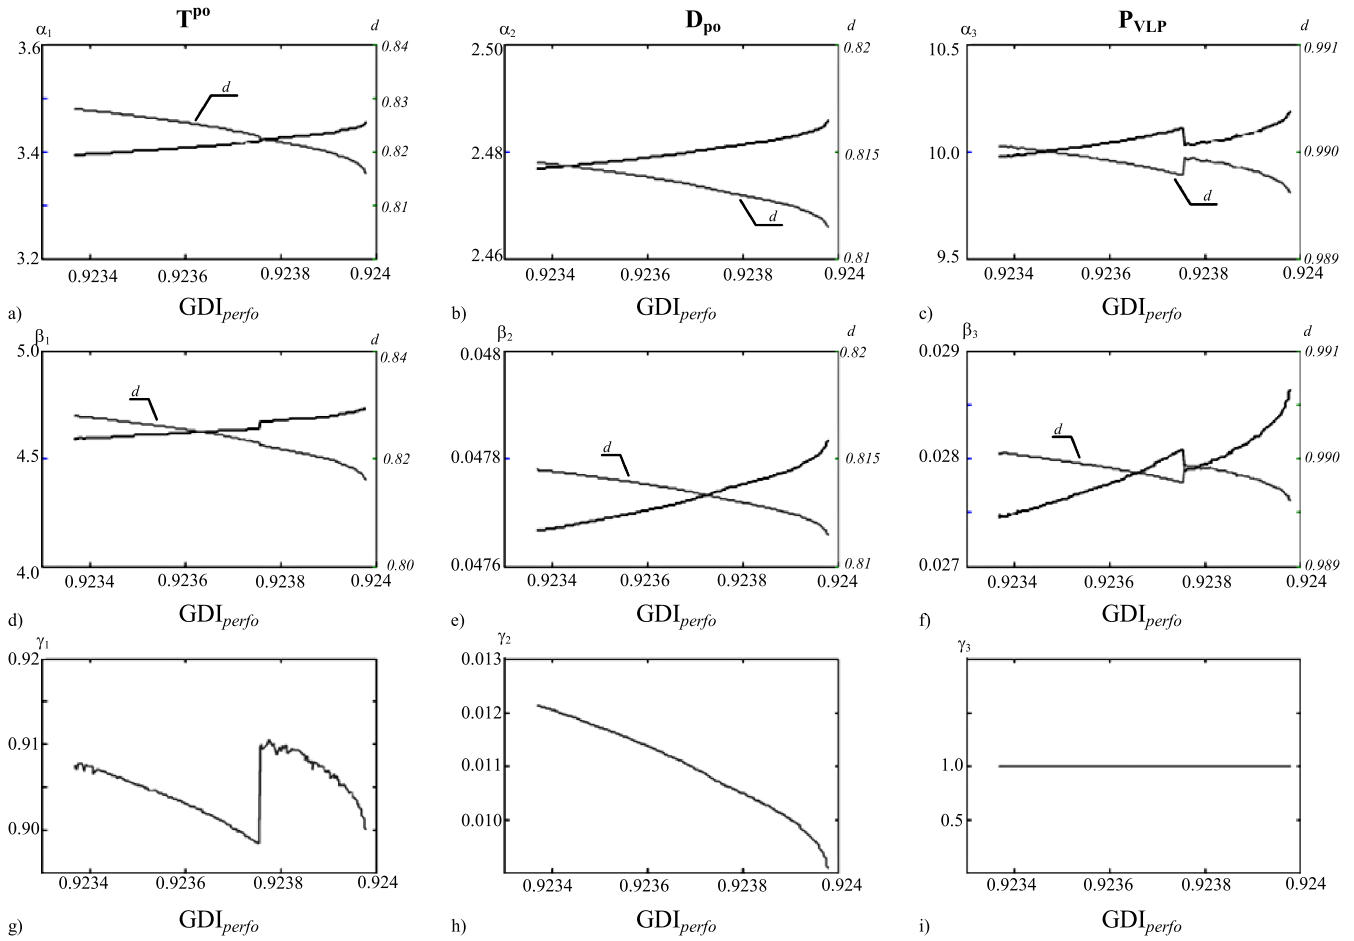 T^po D_po P_VLP
α₁ d α₂ d α₃ d
3.6 0.84 2.50 0.82 10.5 0.991
d
0.83
3.4 0.82 2.48 0.815 10.0 0.990
d d
0.81
3.2 2.46 0.81 9.5 0.989
0.9234 0.9236 0.9238 0.924 0.9234 0.9236 0.9238 0.924 0.9234 0.9236 0.9238 0.924
a) GDI_perfo b) GDI_perfo c) GDI_perfo
β₁ d β₂ d β₃ d
5.0 0.84 0.048 0.82 0.029 0.991
d
d d
4.5 0.82 0.0478 0.815 0.028 0.990
4.0 0.80 0.0476 0.81 0.027 0.989
0.9234 0.9236 0.9238 0.924 0.9234 0.9236 0.9238 0.924 0.9234 0.9236 0.9238 0.924
d) GDI_perfo e) GDI_perfo f) GDI_perfo
γ₁ γ₂ γ₃
0.92 0.013
0.012
0.91 0.011 1.0
0.90 0.010 0.5
0.9234 0.9236 0.9238 0.924 0.9234 0.9236 0.9238 0.924 0.9234 0.9236 0.9238 0.924
g) GDI_perfo h) GDI_perfo i) GDI_perfo